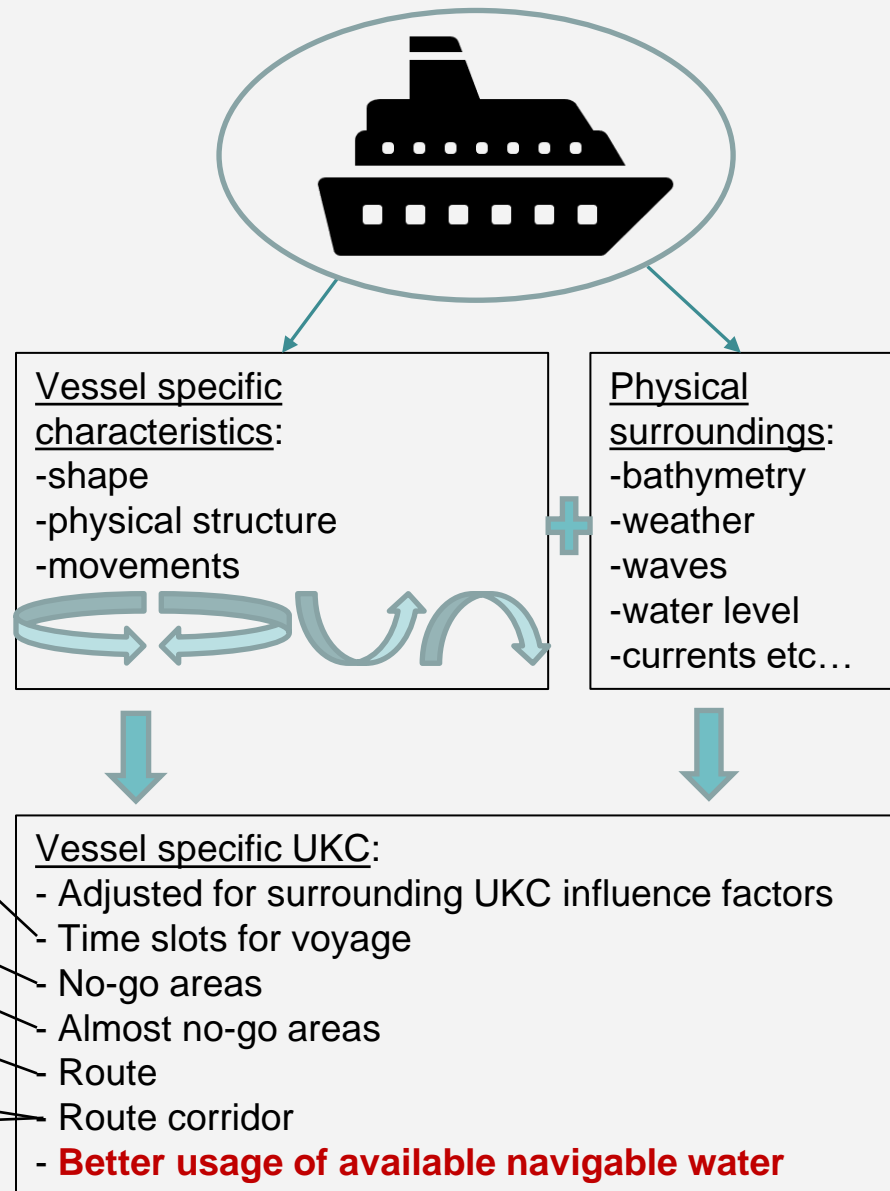 Vessel specific
characteristics:
-shape
-physical structure
-movements
Physical
surroundings:
-bathymetry
-weather
-waves
-water level
-currents etc…
Vessel specific UKC:
- Adjusted for surrounding UKC influence factors
- Time slots for voyage
- No-go areas
- Almost no-go areas
- Route
- Route corridor
- Better usage of available navigable water